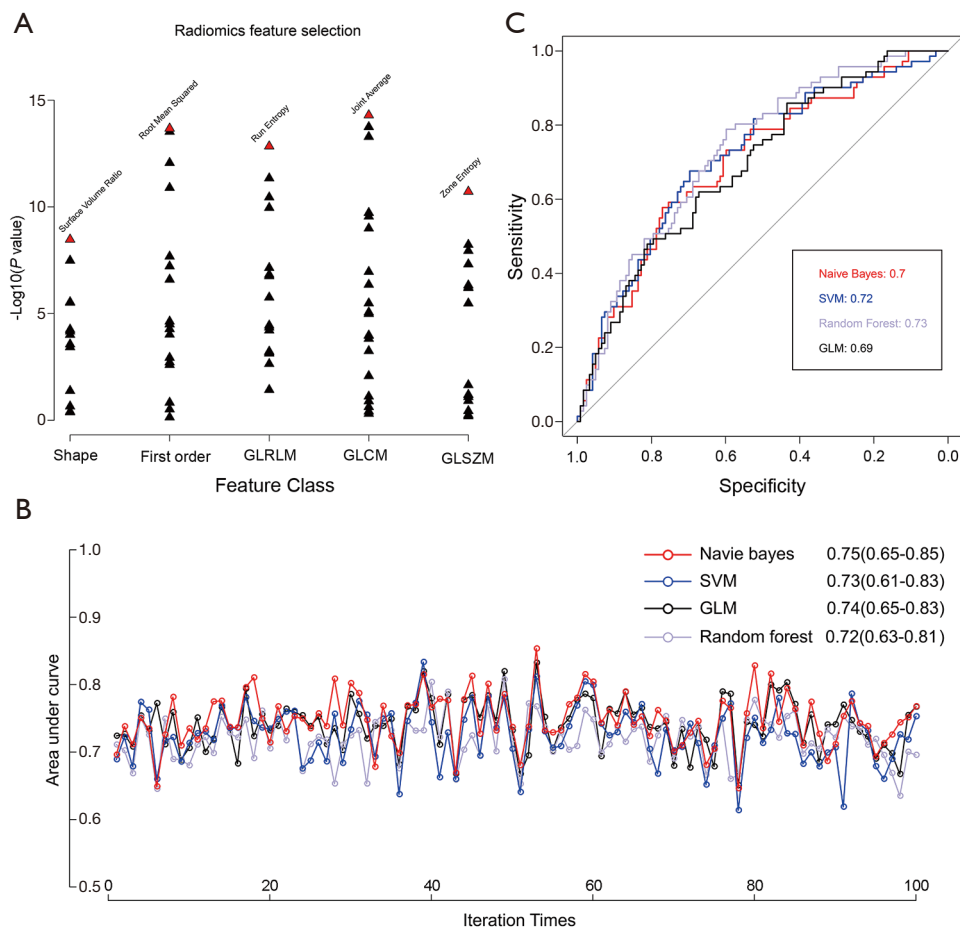 A
Radiomics feature selection
15
10
5
0
-Log10(P value)
Surface Volume Ratio
Root Mean Squared
Run Entropy
Joint Average
Zone Entropy
Shape
First order
GLRLM
GLCM
GLSZM
Feature Class
C
1.0
0.8
0.6
0.4
0.2
0.0
Sensitivity
Naive Bayes: 0.7
SVM: 0.72
Random Forest: 0.73
GLM: 0.69
1.0
0.8
0.6
0.4
0.2
0.0
Specificity
B
1.0
0.9
0.8
0.7
0.6
0.5
Area under curve
Navie bayes 0.75(0.65-0.85)
SVM 0.73(0.61-0.83)
GLM 0.74(0.65-0.83)
Random forest 0.72(0.63-0.81)
0
20
40
60
80
100
Iteration Times